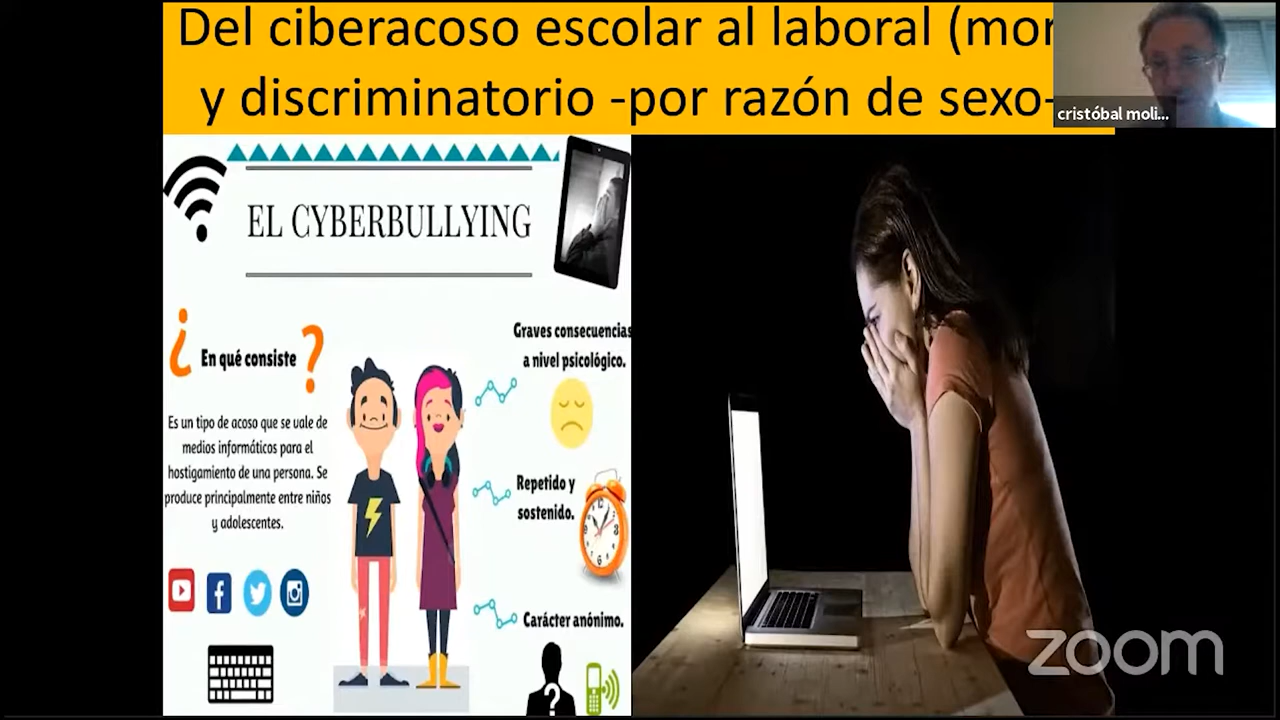 Del ciberacoso escolar al laboral (mor
y discriminatorio -por razón de sexo-
cristóbal moli...
EL CYBERBULLYING
¿
En qué consiste
?
Es un tipo de acoso que se vale de
medios informáticos para el
hostigamiento de una persona. Se
produce principalmente entre niños
y adolescentes.
Graves consecuencias
a nivel psicológico.
Repetido y
sostenido.
Carácter anónimo.
?
zoom